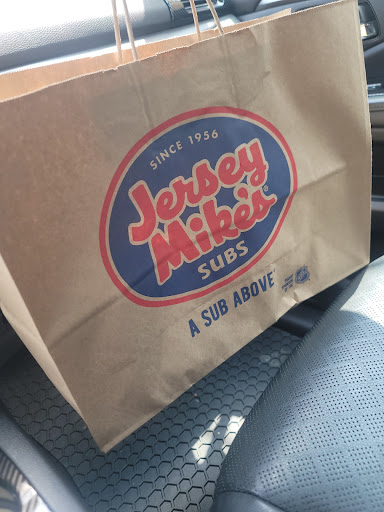 SINCE 1956
Jersey
Mike's
SUBS
A SUB ABOVE